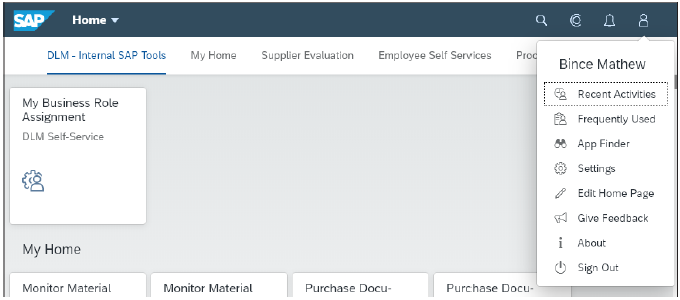 SAP Home
DLM - Internal SAP Tools My Home Supplier Evaluation Employee Self Services
Bince Mathew
Recent Activities
Frequently Used
App Finder
Settings
Edit Home Page
Give Feedback
i About
Sign Out
My Business Role
Assignment
DLM Self-Service
My Home
Monitor Material Monitor Material Purchase Docu- Purchase Docu-